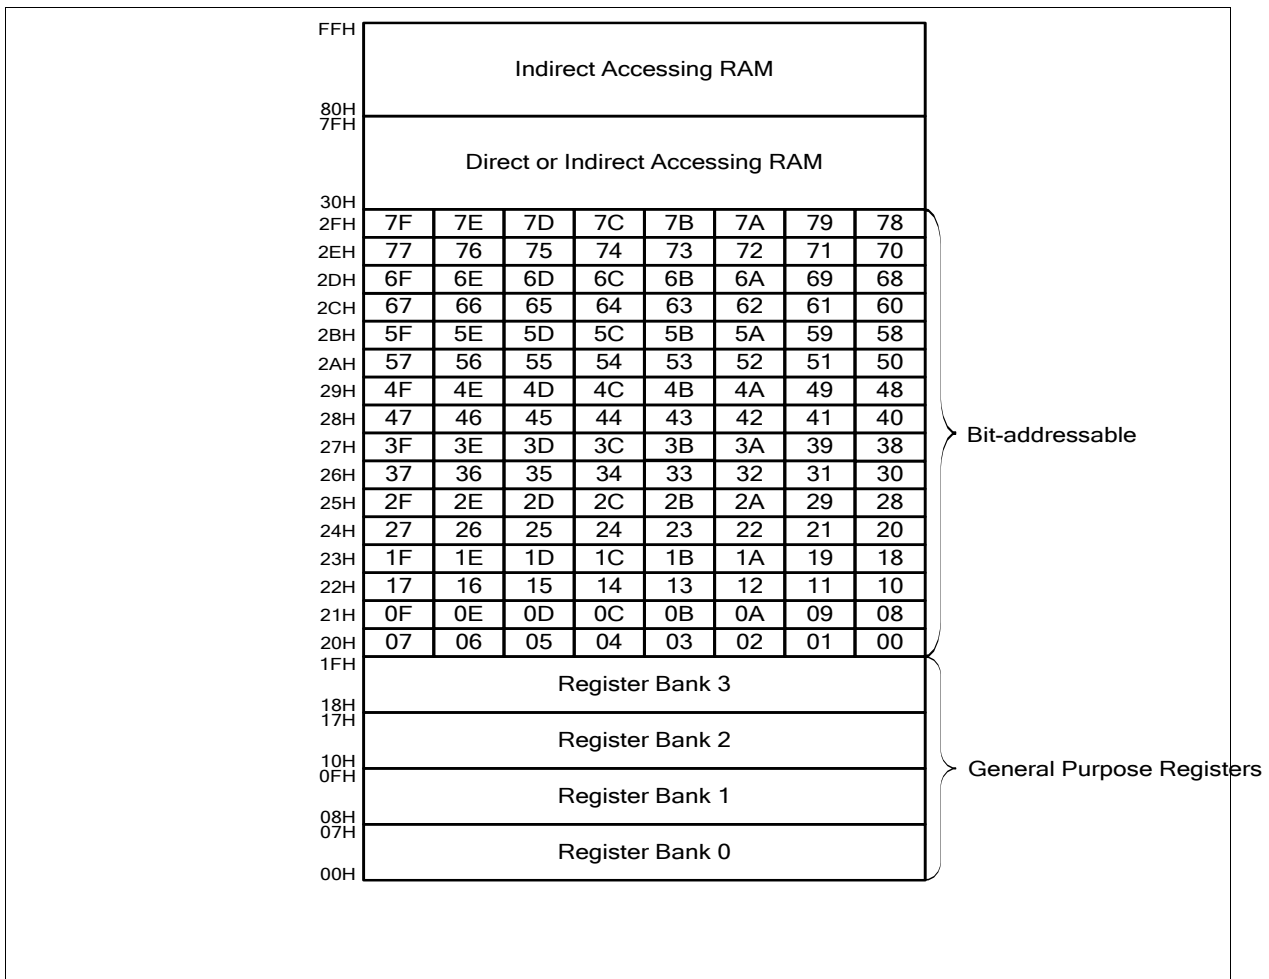 FFH
Indirect Accessing RAM
80H
7FH
Direct or Indirect Accessing RAM
30H
2FH 7F 7E 7D 7C 7B 7A 79 78
2EH 77 76 75 74 73 72 71 70
2DH 6F 6E 6D 6C 6B 6A 69 68
2CH 67 66 65 64 63 62 61 60
2BH 5F 5E 5D 5C 5B 5A 59 58
2AH 57 56 55 54 53 52 51 50
29H 4F 4E 4D 4C 4B 4A 49 48
28H 47 46 45 44 43 42 41 40
Bit-addressable
27H 3F 3E 3D 3C 3B 3A 39 38
26H 37 36 35 34 33 32 31 30
25H 2F 2E 2D 2C 2B 2A 29 28
24H 27 26 25 24 23 22 21 20
23H 1F 1E 1D 1C 1B 1A 19 18
22H 17 16 15 14 13 12 11 10
21H 0F 0E 0D 0C 0B 0A 09 08
20H 07 06 05 04 03 02 01 00
1FH
Register Bank 3
18H
17H
Register Bank 2
10H
General Purpose Registers
0FH
Register Bank 1
08H
07H
Register Bank 0
00H